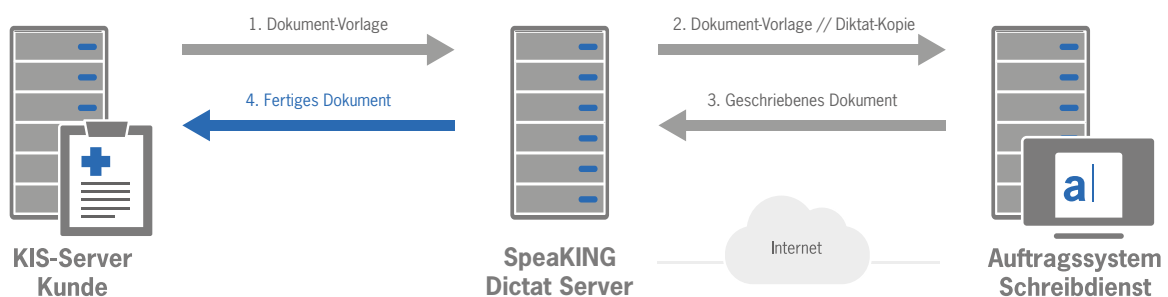 1. Dokument-Vorlage
2. Dokument-Vorlage // Diktat-Kopie
4. Fertiges Dokument
3. Geschriebenes Dokument
a
Internet
KIS-Server
Kunde
SpeaKING
Dictat Server
Auftragssystem
Schreibdienst